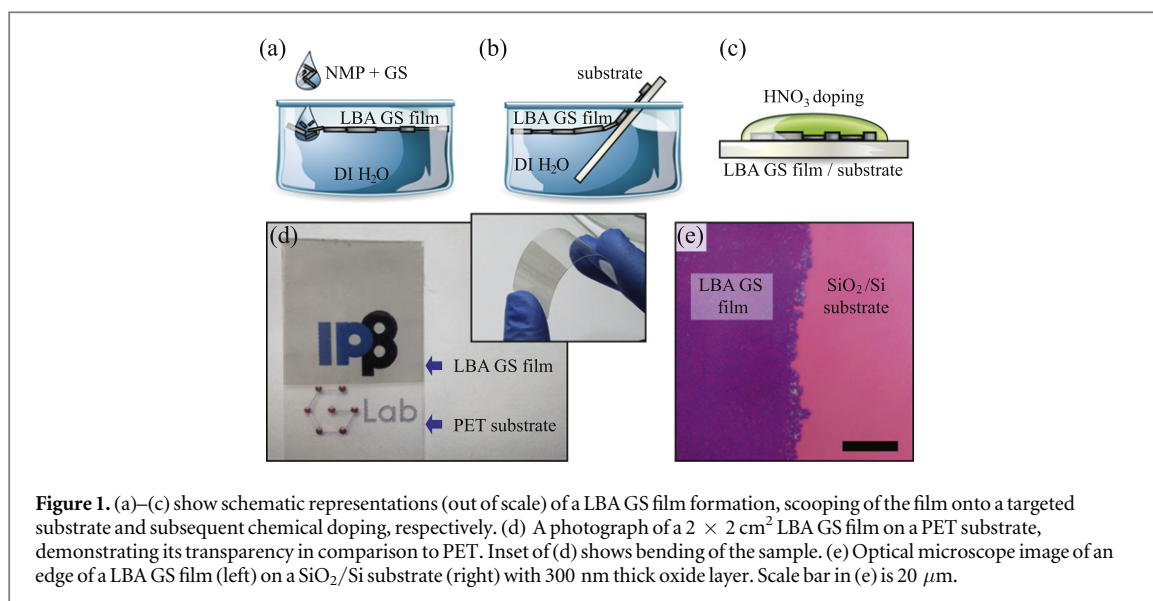 (a)
NMP + GS
LBA GS film
DI H₂O
(b)
substrate
LBA GS film
DI H₂O
(c)
HNO₃ doping
LBA GS film / substrate
(d)
IPβ
LBA GS film
Lab
PET substrate
(e)
LBA GS
film
SiO₂/Si
substrate
Figure 1. (a)–(c) show schematic representations (out of scale) of a LBA GS film formation, scooping of the film onto a targeted
substrate and subsequent chemical doping, respectively. (d) A photograph of a 2 × 2 cm² LBA GS film on a PET substrate,
demonstrating its transparency in comparison to PET. Inset of (d) shows bending of the sample. (e) Optical microscope image of an
edge of a LBA GS film (left) on a SiO₂/Si substrate (right) with 300 nm thick oxide layer. Scale bar in (e) is 20 μm.